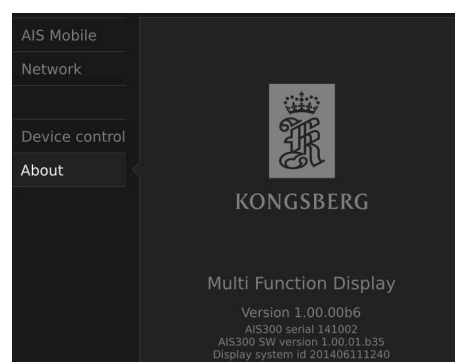 AIS Mobile
Network
Device control
About
KONGSBERG
Multi Function Display
Version 1.00.00b6
AIS300 serial 141002
AIS300 SW version 1.00.01.b35
Display system id 201406111240